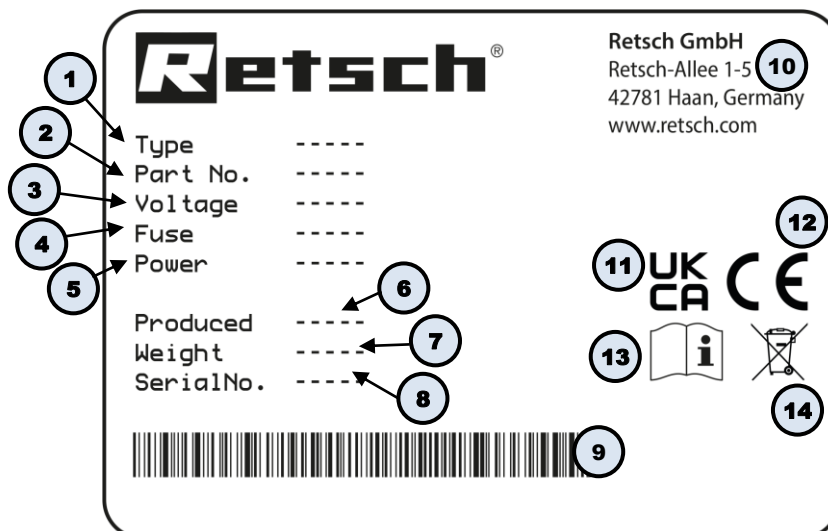 Retsch®
Retsch GmbH
Retsch-Allee 1-5
42781 Haan, Germany
www.retsch.com
10
1
2
3
4
5
Type -----
Part No. -----
Voltage -----
Fuse -----
Power -----
6
7
8
Produced -----
Weight -----
SerialNo. -----
9
11
UK
CA
12
CE
13
i
14